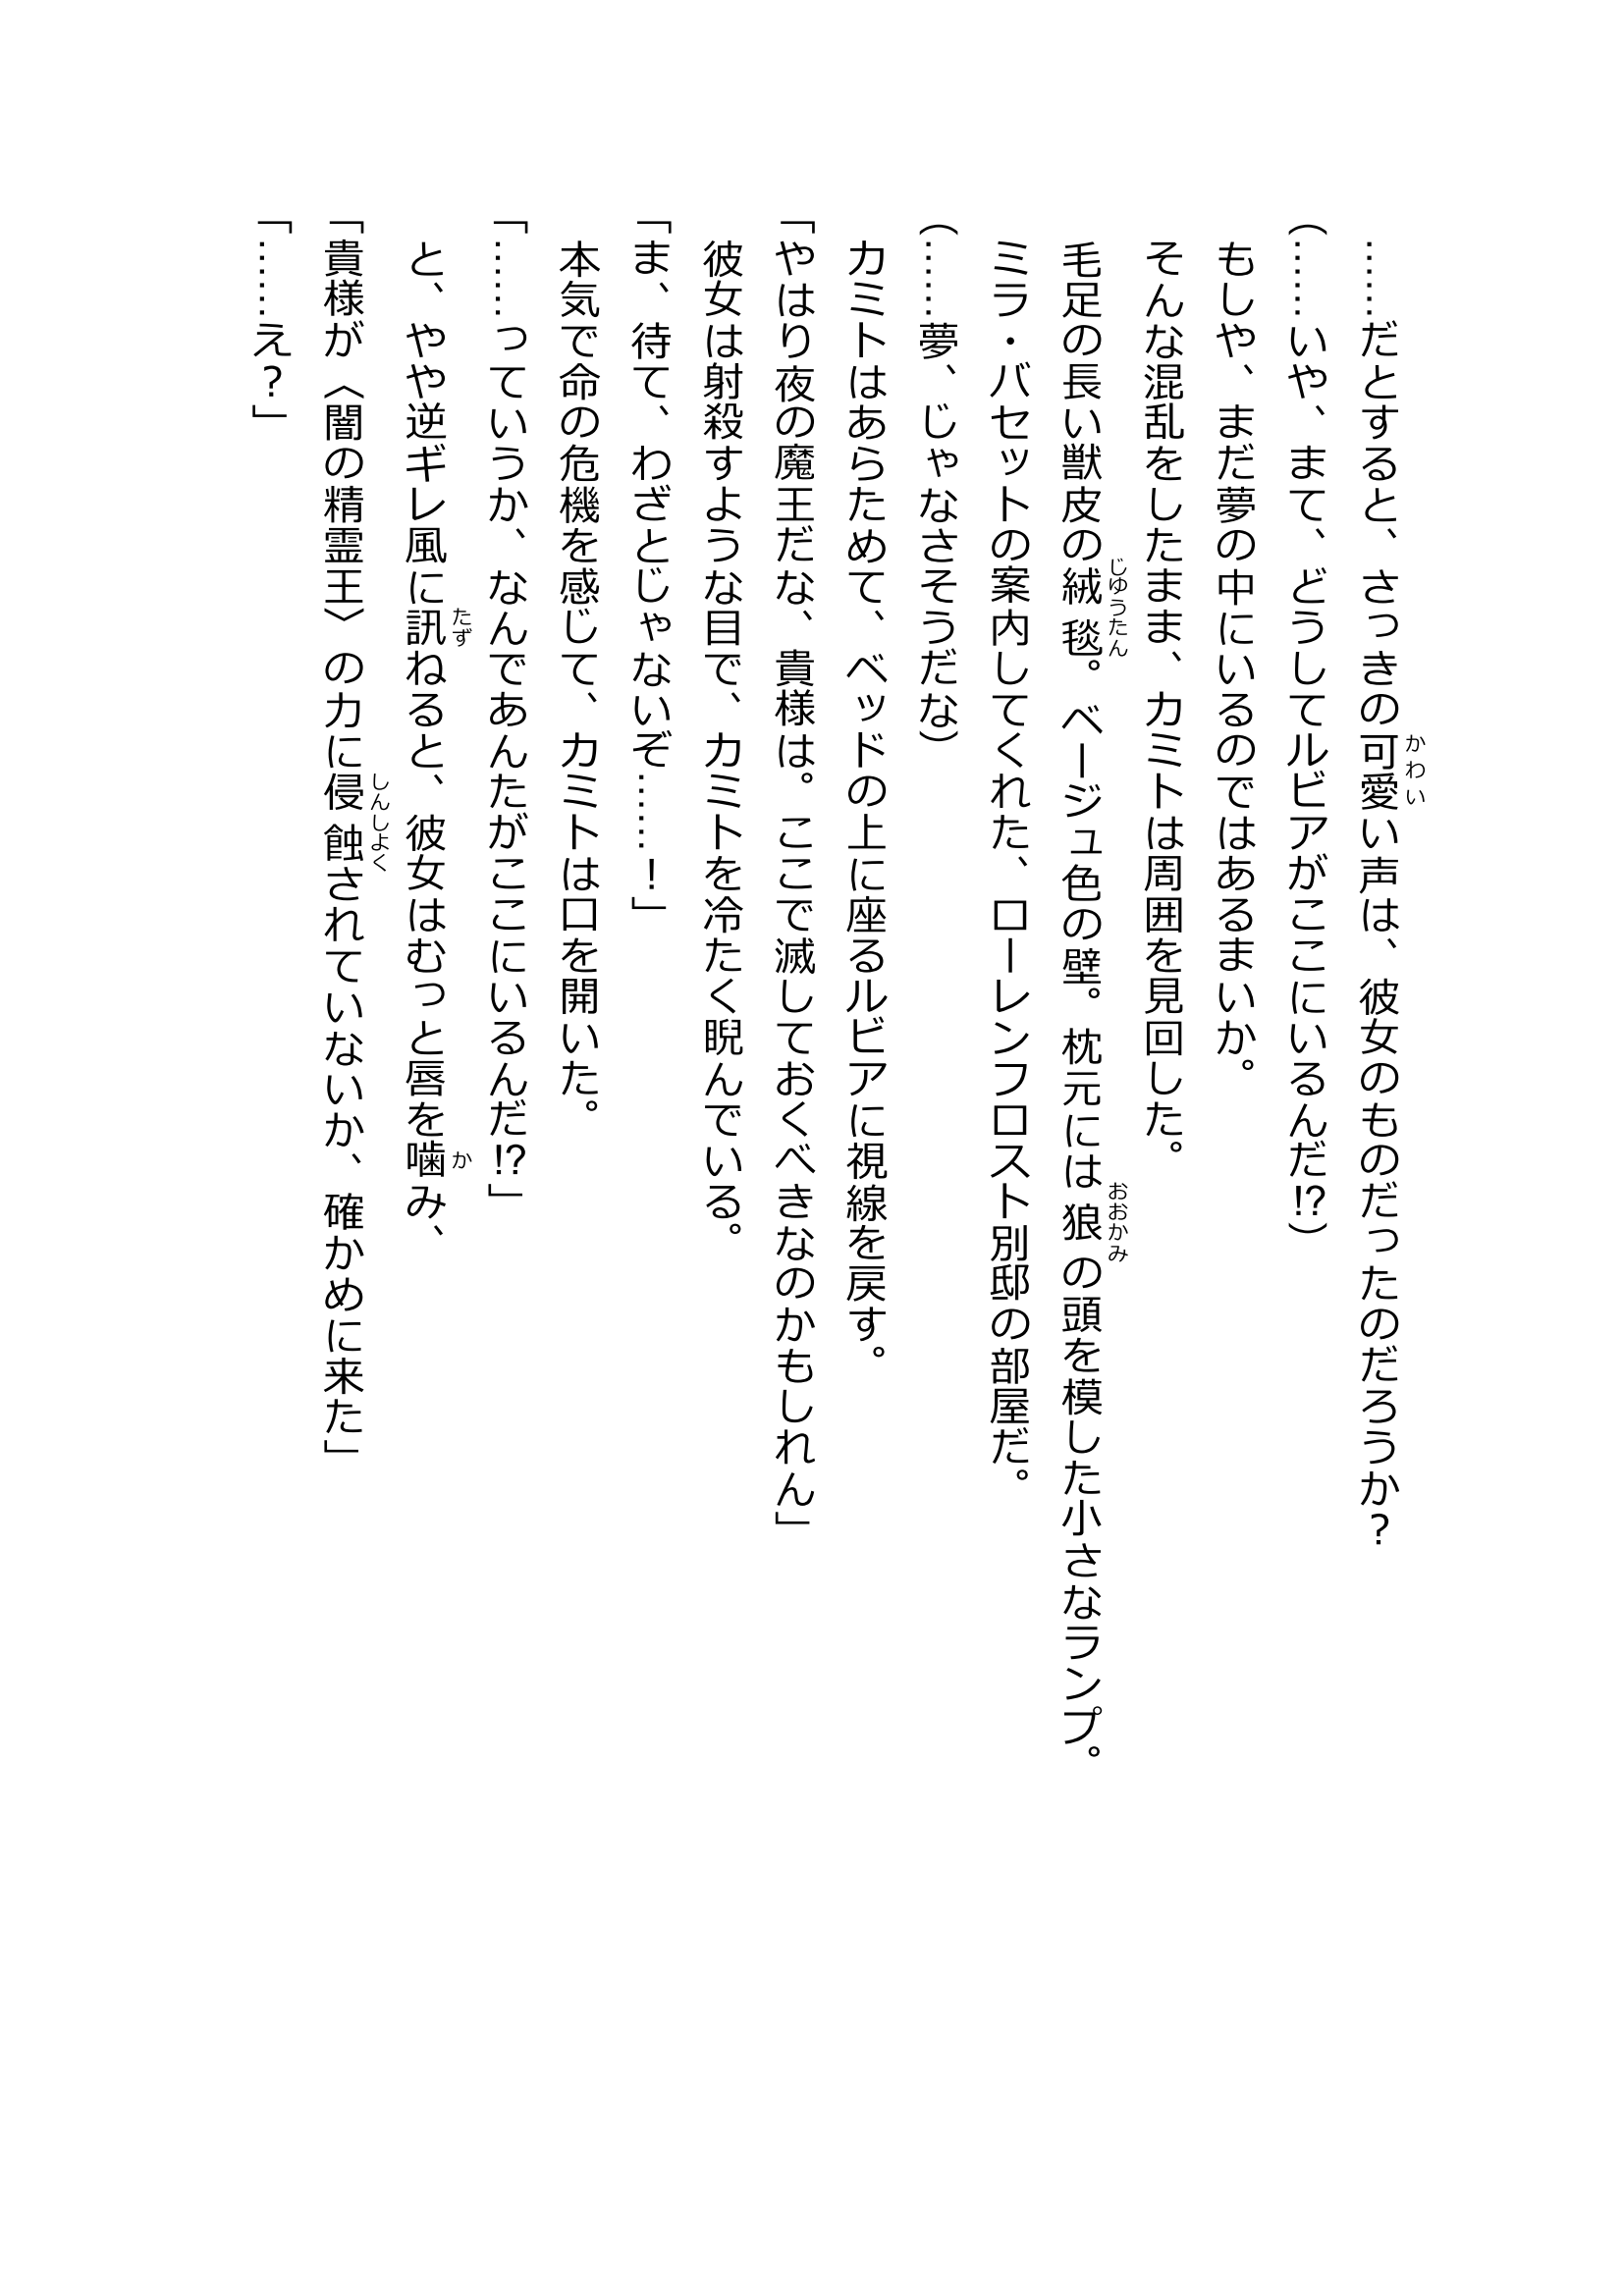 ……だとすると、さっきの可愛い声は、彼女のものだったのだろうか？
（……いや、まて、どうしてルビアがここにいるんだ!?）
もしや、まだ夢の中にいるのではあるまいか。
そんな混乱をしたまま、カミトは周囲を見回した。
毛足の長い獣皮の絨毯。ベージュ色の壁。枕元には狼の頭を模した小さなランプ。
ミラ・バセットの案内してくれた、ローレンフロスト別邸の部屋だ。
（……夢、じゃなさそうだな）
カミトはあらためて、ベッドの上に座るルビアに視線を戻す。
「やはり夜の魔王だな、貴様は。ここで滅しておくべきなのかもしれん」
彼女は射殺すような目で、カミトを冷たく睨んでいる。
「ま、待て、わざとじゃないぞ……！」
本気で命の危機を感じて、カミトは口を開いた。
「……っていうか、なんであんたがここにいるんだ!?」
と、やや逆ギレ風に訊ねると、彼女はむっと唇を噛み、
「貴様が〈闇の精霊王〉の力に侵蝕されていないか、確かめに来た」
「……え？」